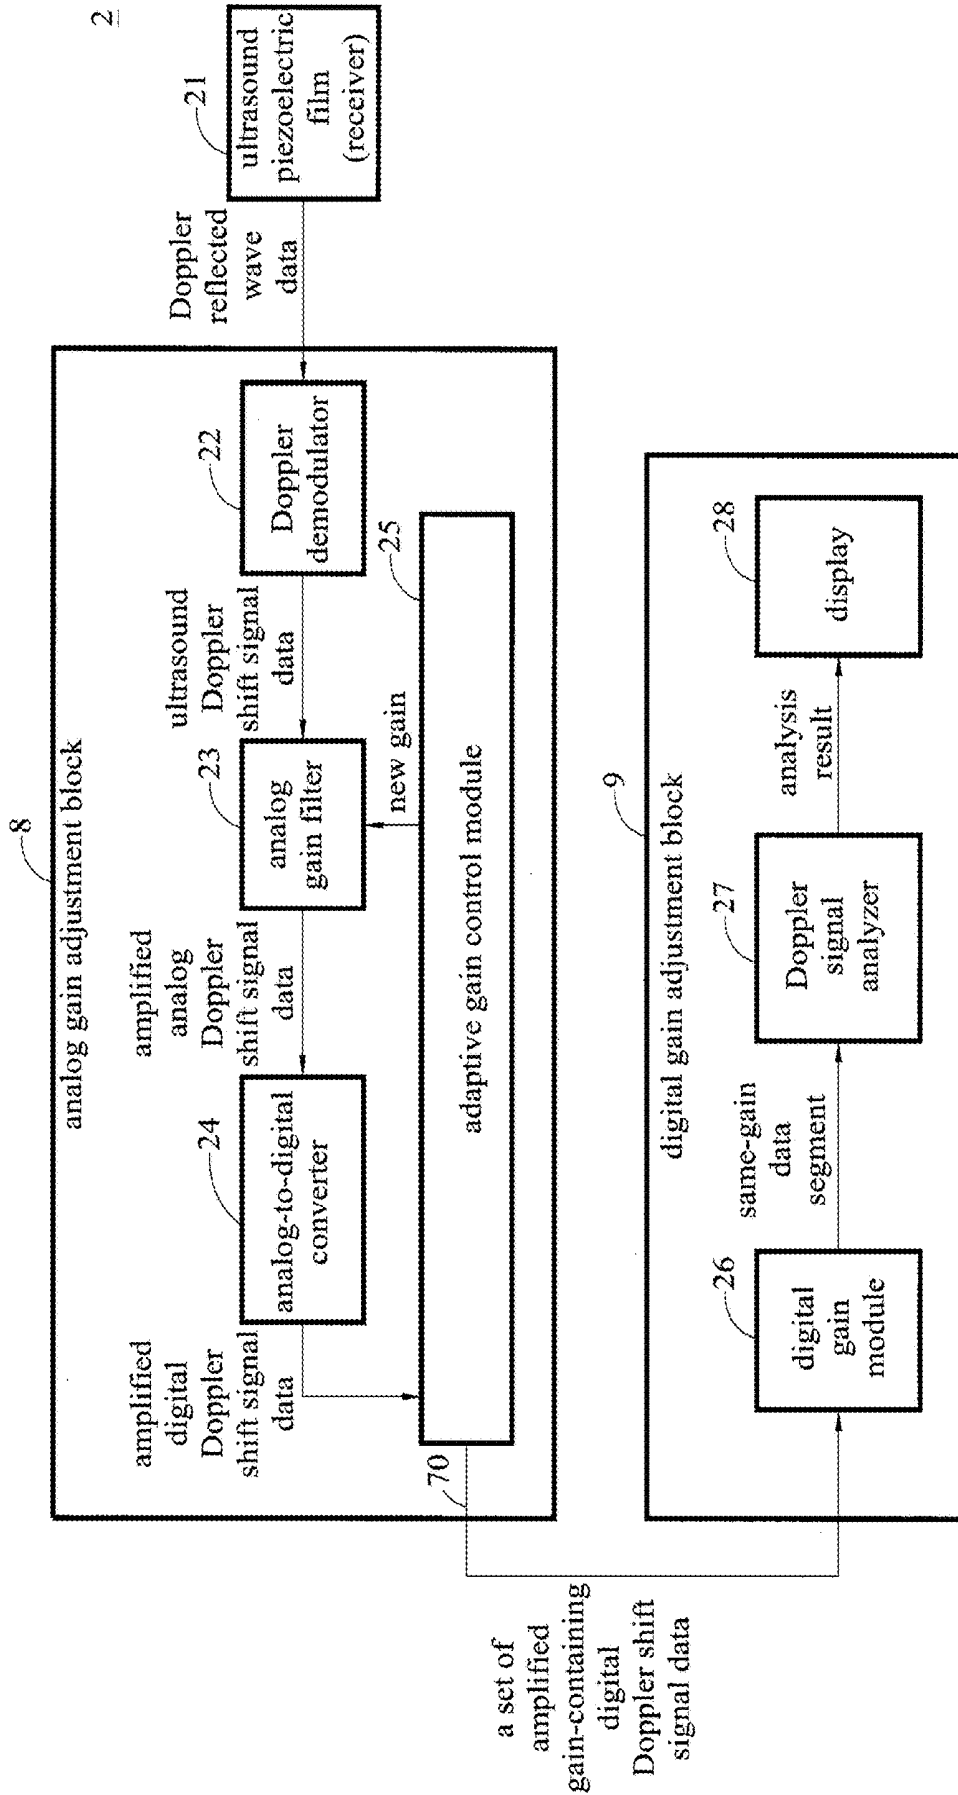 2
8
analog gain adjustment block
amplified
digital
Doppler
shift signal
data
24
analog-to-digital
converter
amplified
analog
Doppler
shift signal
data
23
analog
gain filter
ultrasound
Doppler
shift signal
data
22
Doppler
demodulator
Doppler
reflected
wave
data
21
ultrasound
piezoelectric
film
(receiver)
new gain
25
adaptive gain control module
70
a set of
amplified
gain-containing
digital
Doppler shift
signal data
9
digital gain adjustment block
26
digital
gain
module
same-gain
data
segment
27
Doppler
signal
analyzer
analysis
result
28
display